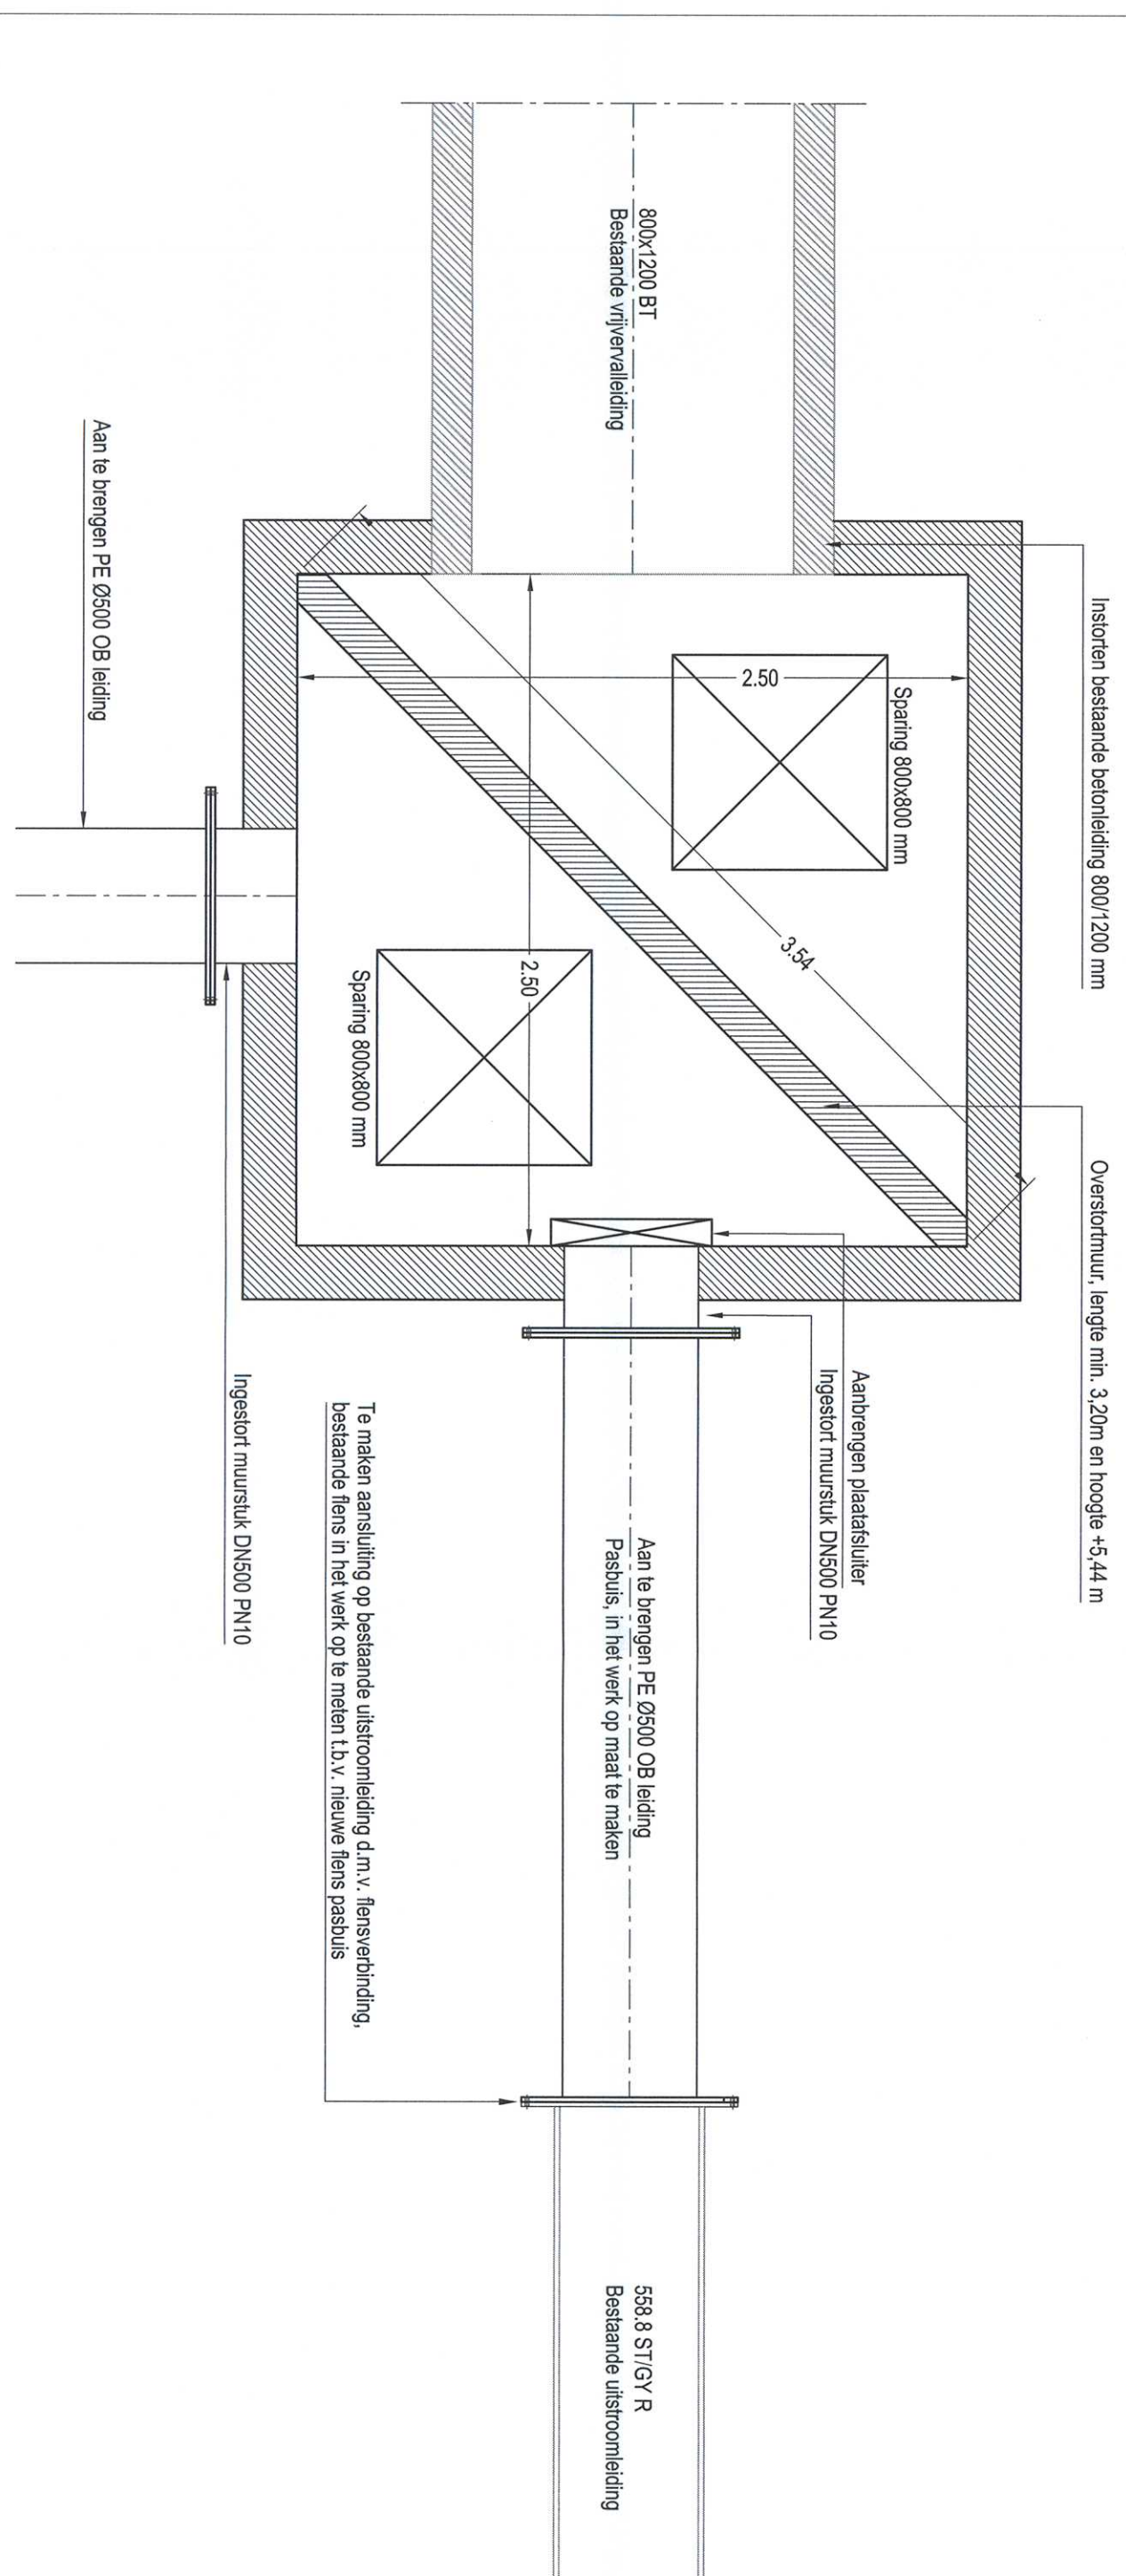 Instorten bestaande betonleiding 800/1200 mm
Overstortmuur, lengte min. 3,20m en hoogte +5,44 m
Sparing 800x800 mm
Aanbrengen plaatafsluiter
Ingestort muurstuk DN500 PN10
2.50
3.54
800x1200 BT
Bestaande vrijvervalleiding
Aan te brengen PE Ø500 OB leiding
Pasbuis, in het werk op maat te maken
558.8 ST/GY R
Bestaande uitstroomleiding
2.50
Sparing 800x800 mm
Te maken aansluiting op bestaande uitstroomleiding d.m.v. flensverbinding,
bestaande flens in het werk op te meten t.b.v. nieuwe flens pasbuis
Ingestort muurstuk DN500 PN10
Aan te brengen PE Ø500 OB leiding